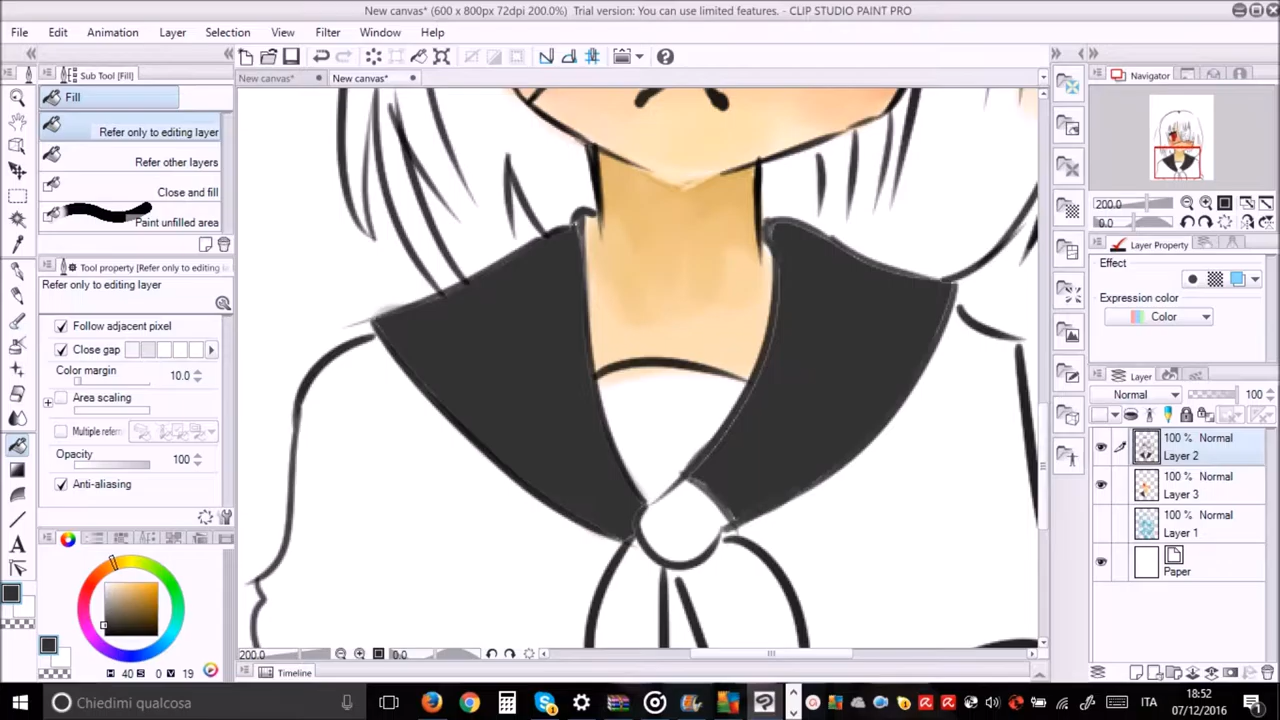 New canvas* (600 x 800px 72dpi 200.0%) Trial version: You can use limited features. - CLIP STUDIO PAINT PRO
File Edit Animation Layer Selection View Filter Window Help
Sub Tool [Fill]
New canvas*
New canvas*
Navigator
Fill
Refer only to editing layer
Refer other layers
Close and fill
Paint unfilled area
200.0
0.0
Layer Property
Tool property [Refer only to editing
Refer only to editing layer
Effect
Expression color
Color
Follow adjacent pixel
Close gap
Color margin
10.0
Area scaling
Multiple refer
Opacity
100
Anti-aliasing
Layer
Normal 100
100 % Normal
Layer 2
100 % Normal
Layer 3
100 % Normal
Layer 1
Paper
200.0
0.0
H 40 S 0 V 19
Timeline
Chiedimi qualcosa
ITA
18:52
07/12/2016
1